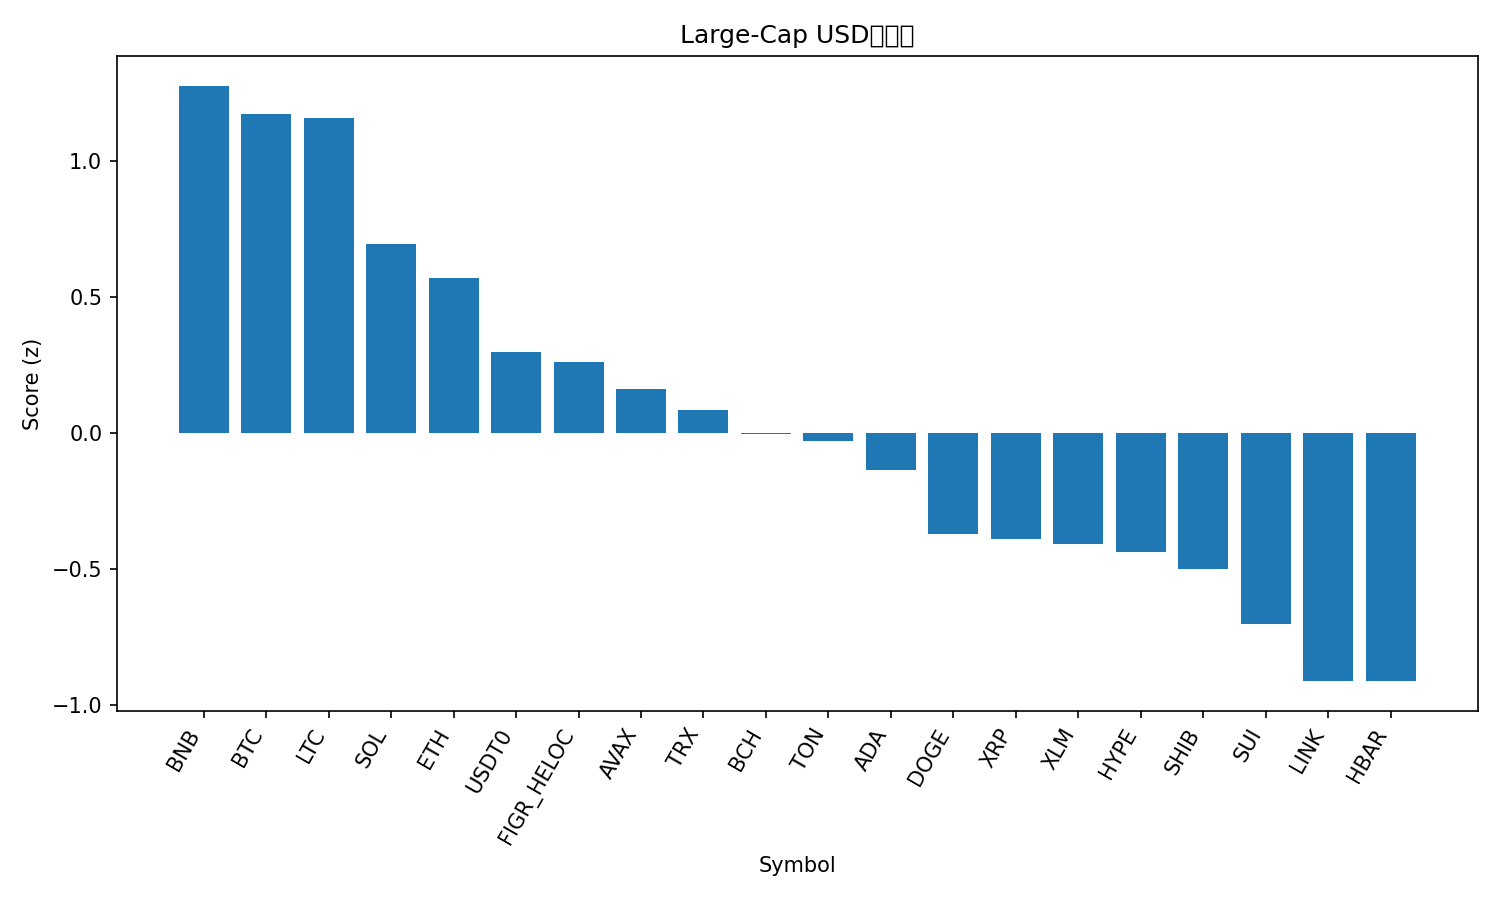 Large-Cap USD
1.0
0.5
0.0
−0.5
−1.0
Score (z)
BNB
BTC
LTC
SOL
ETH
USDT0
FIGR_HELOC
AVAX
TRX
BCH
TON
ADA
DOGE
XRP
XLM
HYPE
SHIB
SUI
LINK
HBAR
Symbol